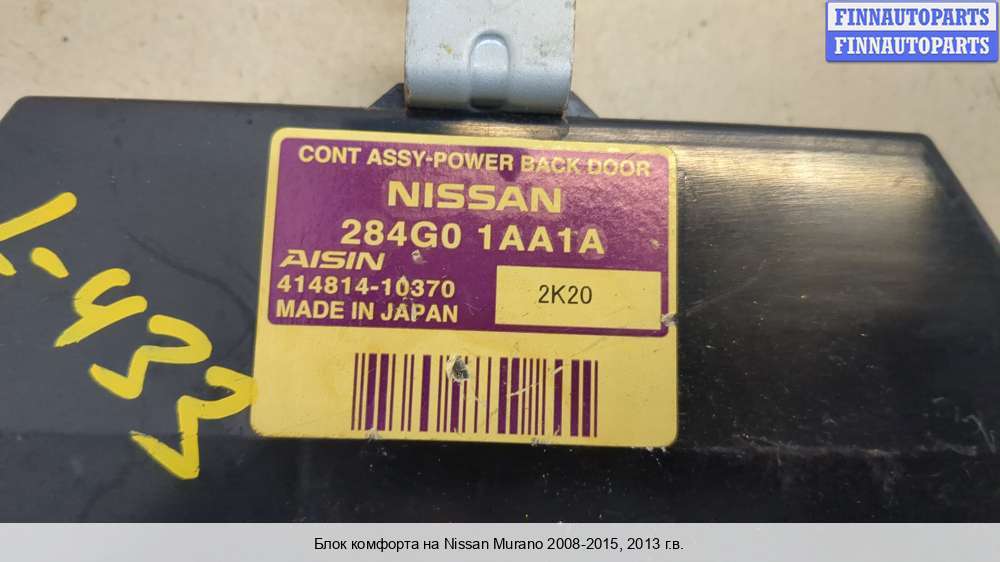 FINNAUTOPARTS
FINNAUTOPARTS
CONT ASSY-POWER BACK DOOR
NISSAN
284G0 1AA1A
AISIN
414814-10370
2K20
MADE IN JAPAN
Блок комфорта на Nissan Murano 2008-2015, 2013 г.в.